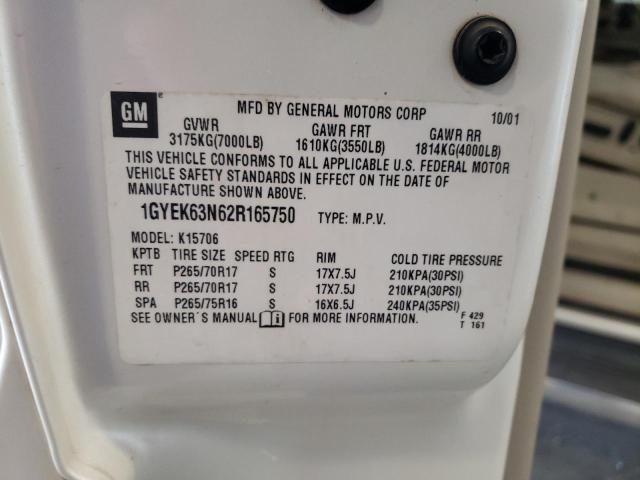 GM
MFD BY GENERAL MOTORS CORP 10/01
GVWR GAWR FRT GAWR RR
3175KG(7000LB) 1610KG(3550LB) 1814KG(4000LB)
THIS VEHICLE CONFORMS TO ALL APPLICABLE U.S. FEDERAL MOTOR
VEHICLE SAFETY STANDARDS IN EFFECT ON THE DATE OF
MANUFACTURE SHOWN ABOVE.
1GYEK63N62R165750 TYPE: M.P.V.
MODEL: K15706
KPTB TIRE SIZE SPEED RTG RIM COLD TIRE PRESSURE
FRT P265/70R17 S 17X7.5J 210KPA(30PSI)
RR P265/70R17 S 17X7.5J 210KPA(30PSI)
SPA P265/75R16 S 16X6.5J 240KPA(35PSI)
SEE OWNER'S MANUAL FOR MORE INFORMATION. F 429
T 161